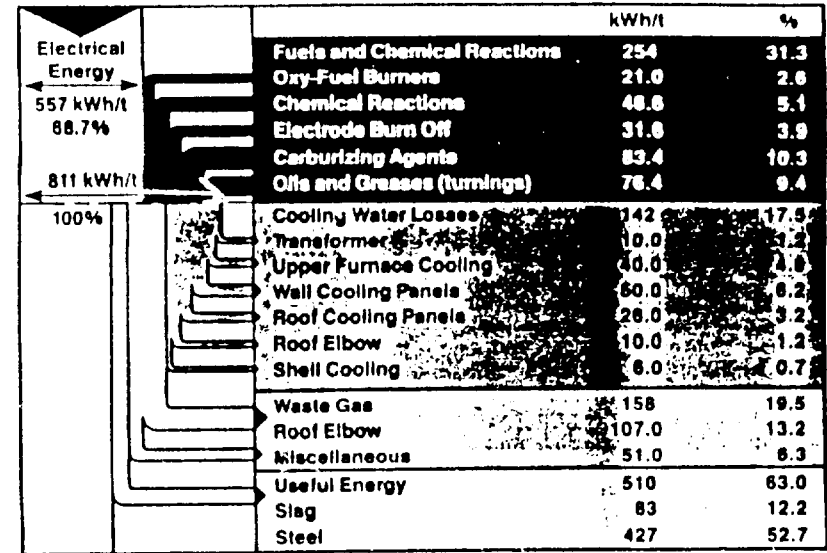 kWh/t %
Electrical
Energy
557 kWh/t
68.7%
811 kWh/t
100%
Fuels and Chemical Reactions 254 31.3
Oxy-Fuel Burners 21.0 2.6
Chemical Reactions 5.1
Electrode Burn Off 31.6 3.9
Carburizing Agents 83.4 10.3
Oils and Greases (turnings) 76.4 9.4
Cooling Water Losses 142 17.5
Transformer 10.0 1.2
Upper Furnace Cooling 40.0 4.9
Wall Cooling Panels 50.0 6.2
Roof Cooling Panels 26.0 3.2
Roof Elbow 10.0 1.2
Shell Cooling 6.0 0.7
Waste Gas 158 19.5
Roof Elbow 107.0 13.2
Miscellaneous 51.0 6.3
Useful Energy 510 63.0
Slag 83 12.2
Steel 427 52.7